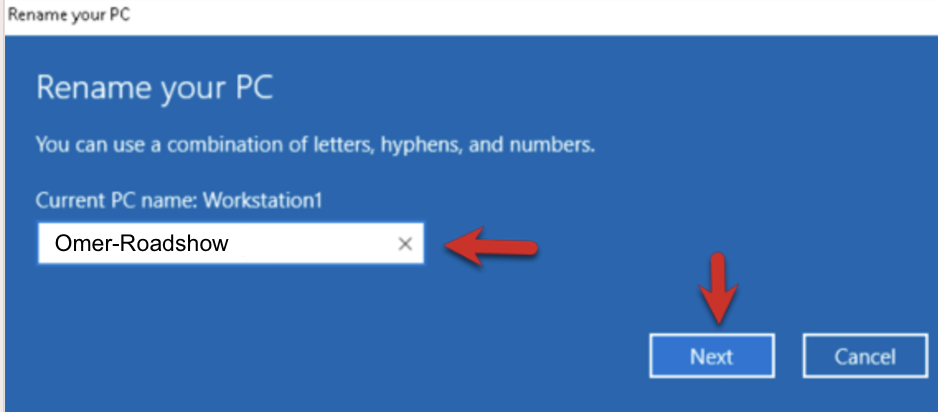 Rename your PC
Rename your PC
You can use a combination of letters, hyphens, and numbers.
Current PC name: Workstation1
Omer-Roadshow
Next Cancel